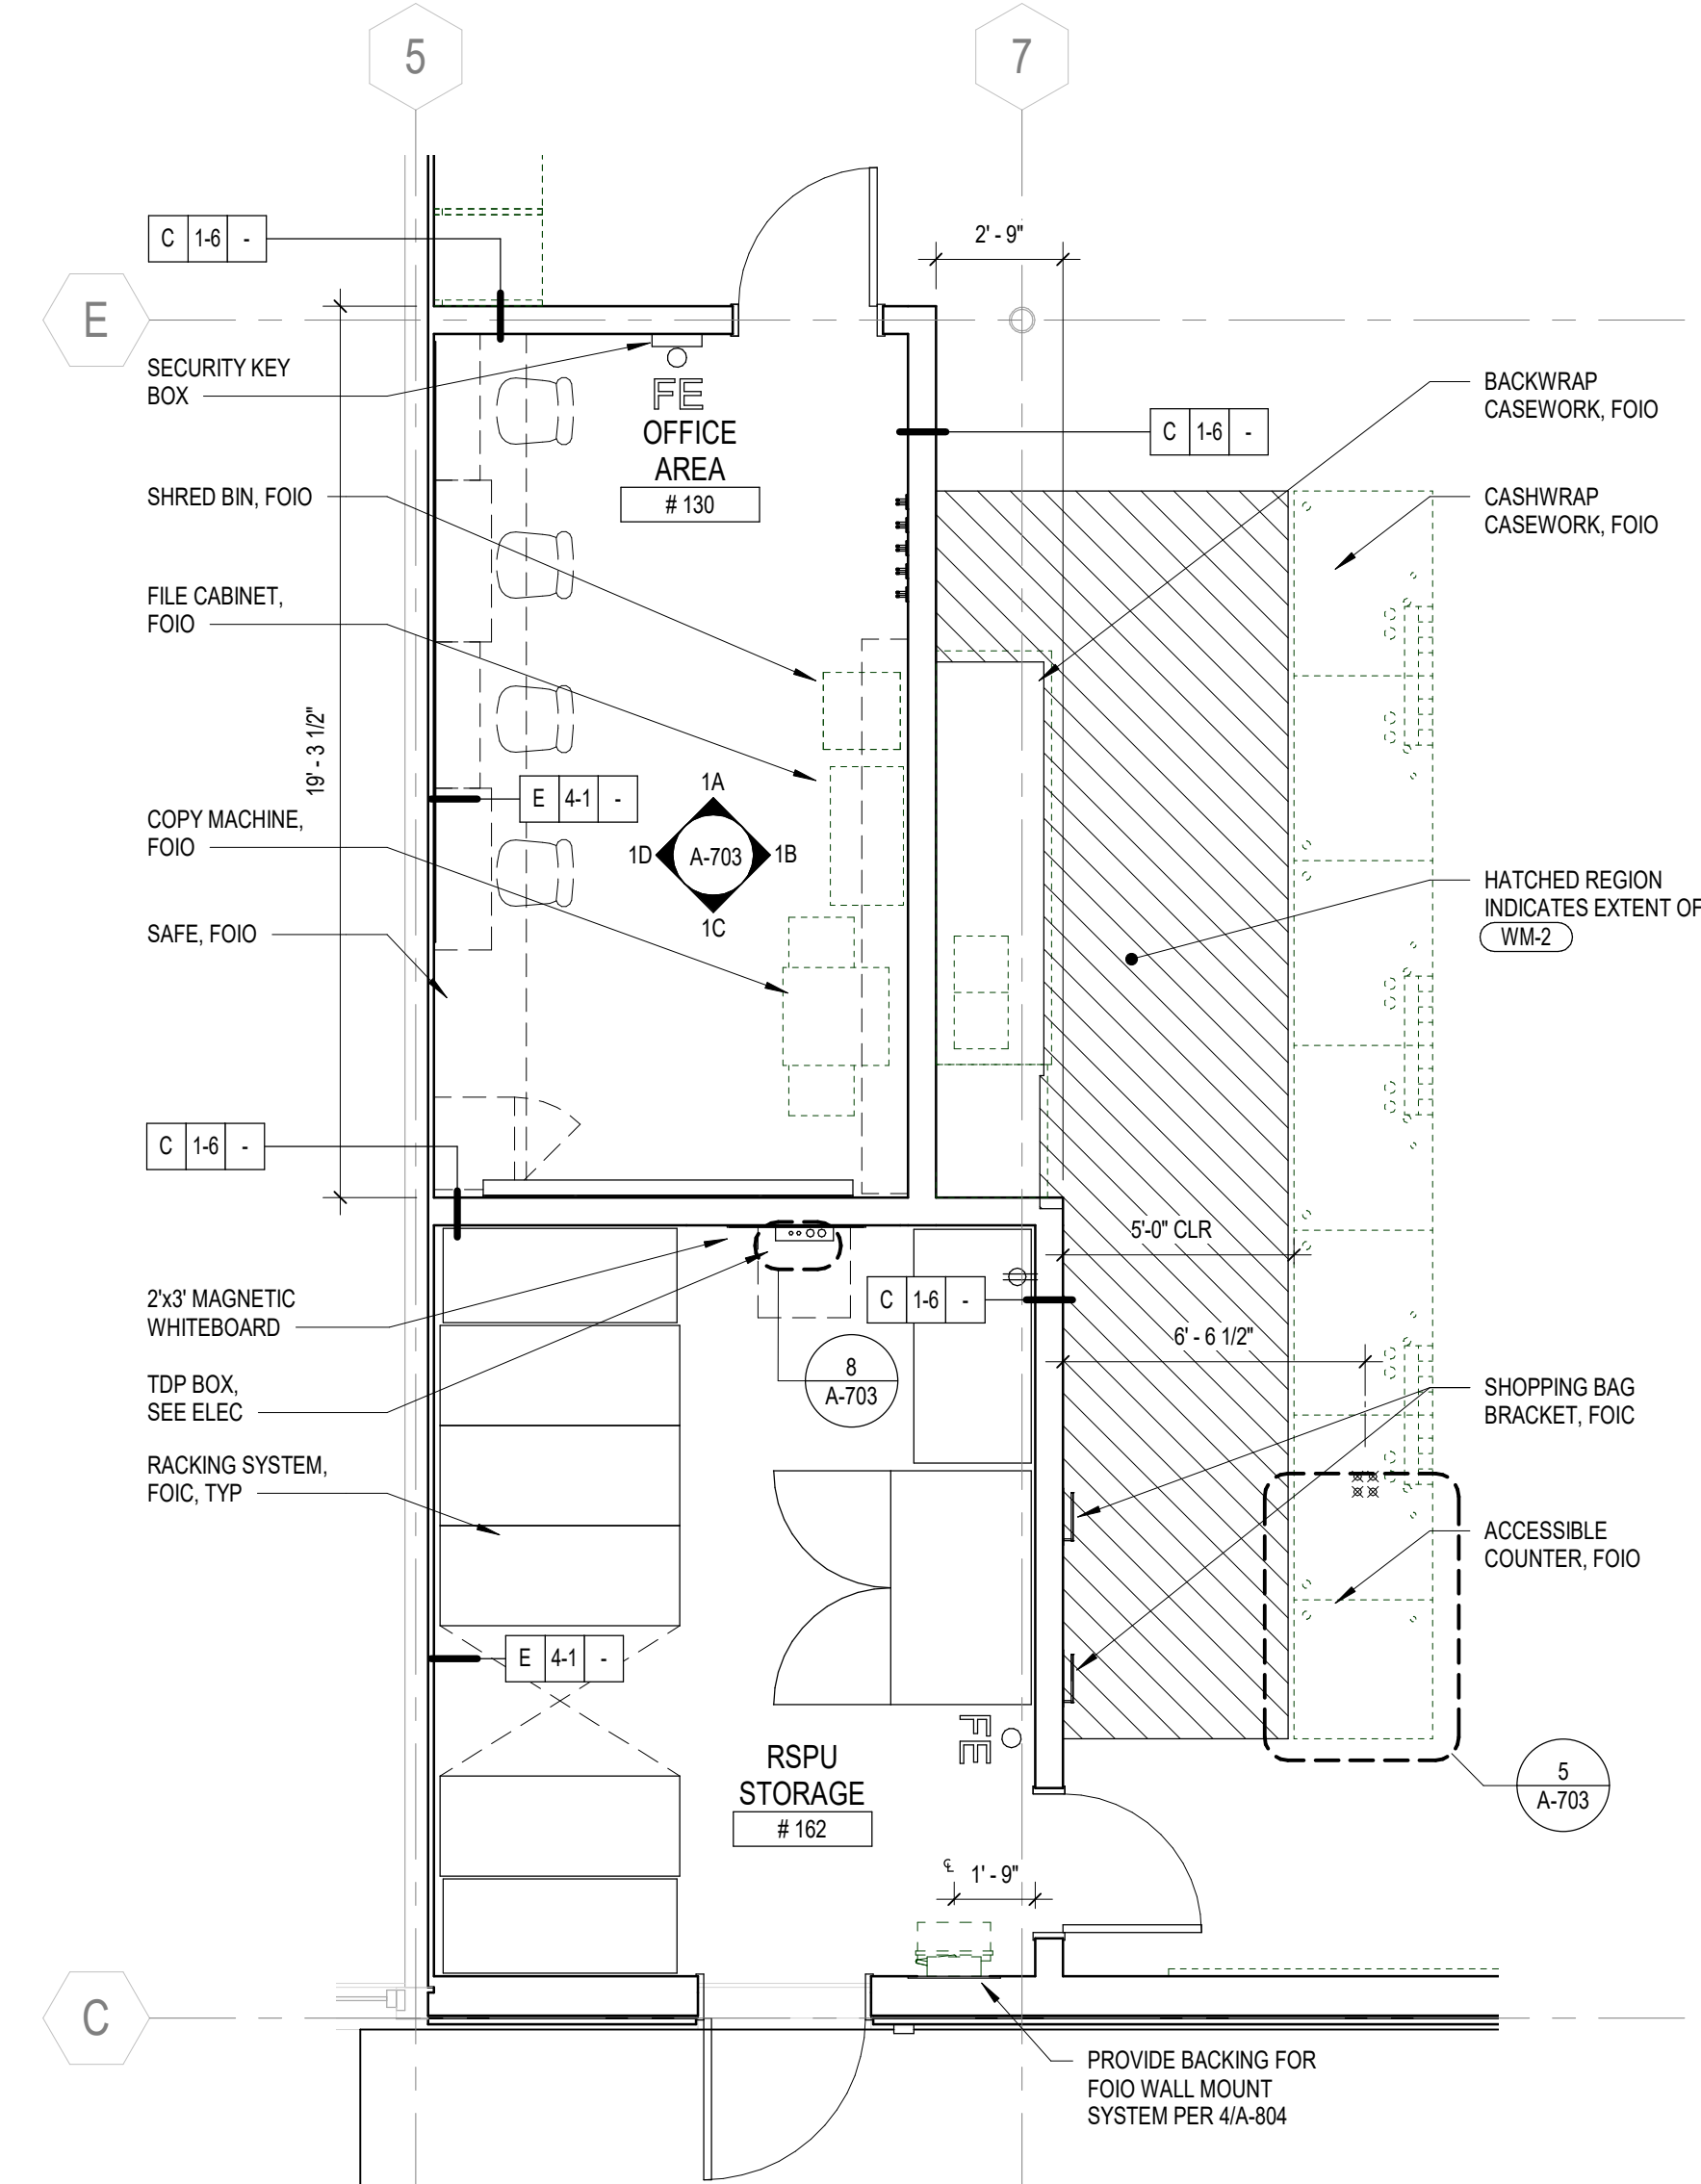 5
7
E
C
C 1-6 -
2' - 9"
SECURITY KEY
BOX
FE
OFFICE
AREA
# 130
C 1-6 -
BACKWRAP
CASEWORK, FOIO
CASHWRAP
CASEWORK, FOIO
SHRED BIN, FOIO
FILE CABINET,
FOIO
19' - 3 1/2"
E 4-1 -
1A
1D
A-703
1B
1C
COPY MACHINE,
FOIO
SAFE, FOIO
HATCHED REGION
INDICATES EXTENT OF
WM-2
C 1-6 -
5'-0" CLR
2'x3' MAGNETIC
WHITEBOARD
C 1-6 -
6' - 6 1/2"
8
A-703
TDP BOX,
SEE ELEC
SHOPPING BAG
BRACKET, FOIC
RACKING SYSTEM,
FOIC, TYP
ACCESSIBLE
COUNTER, FOIO
E 4-1 -
FE
RSPU
STORAGE
# 162
5
A-703
℄ 1' - 9"
PROVIDE BACKING FOR
FOIO WALL MOUNT
SYSTEM PER 4/A-804